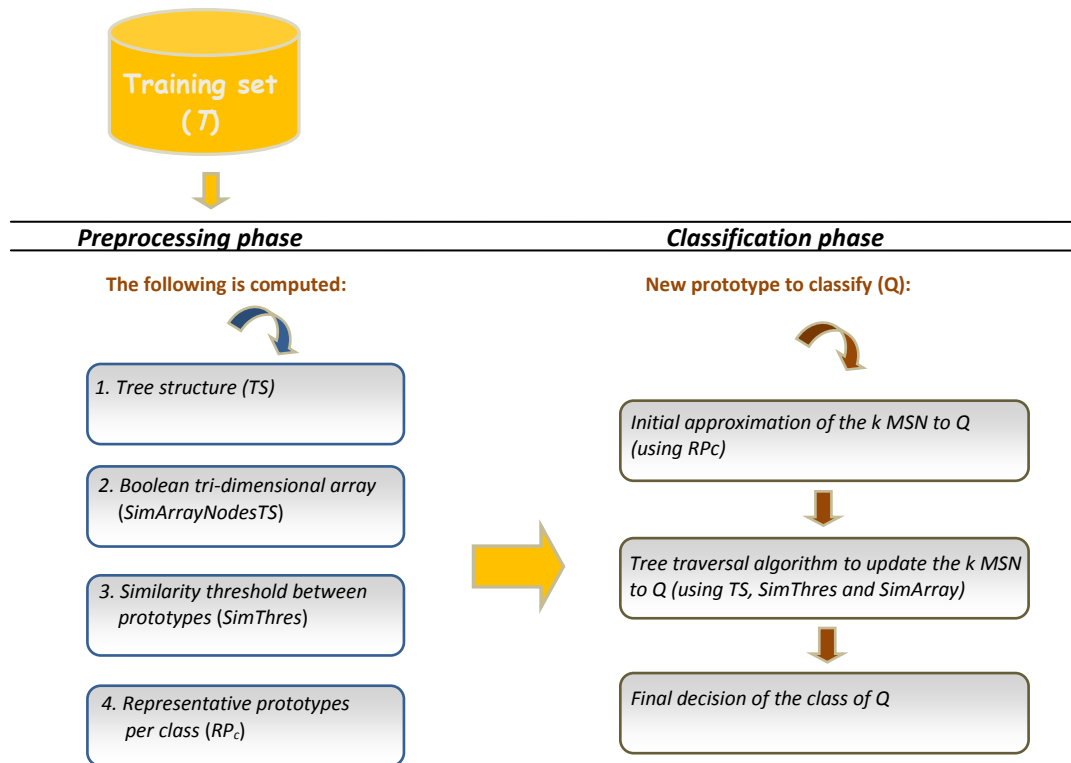 Training set
(T)
Preprocessing phase
Classification phase
The following is computed:
New prototype to classify (Q):
1. Tree structure (TS)
2. Boolean tri-dimensional array
(SimArrayNodesTS)
3. Similarity threshold between
prototypes (SimThres)
4. Representative prototypes
per class (RPc)
Initial approximation of the k MSN to Q
(using RPc)
Tree traversal algorithm to update the k MSN
to Q (using TS, SimThres and SimArray)
Final decision of the class of Q